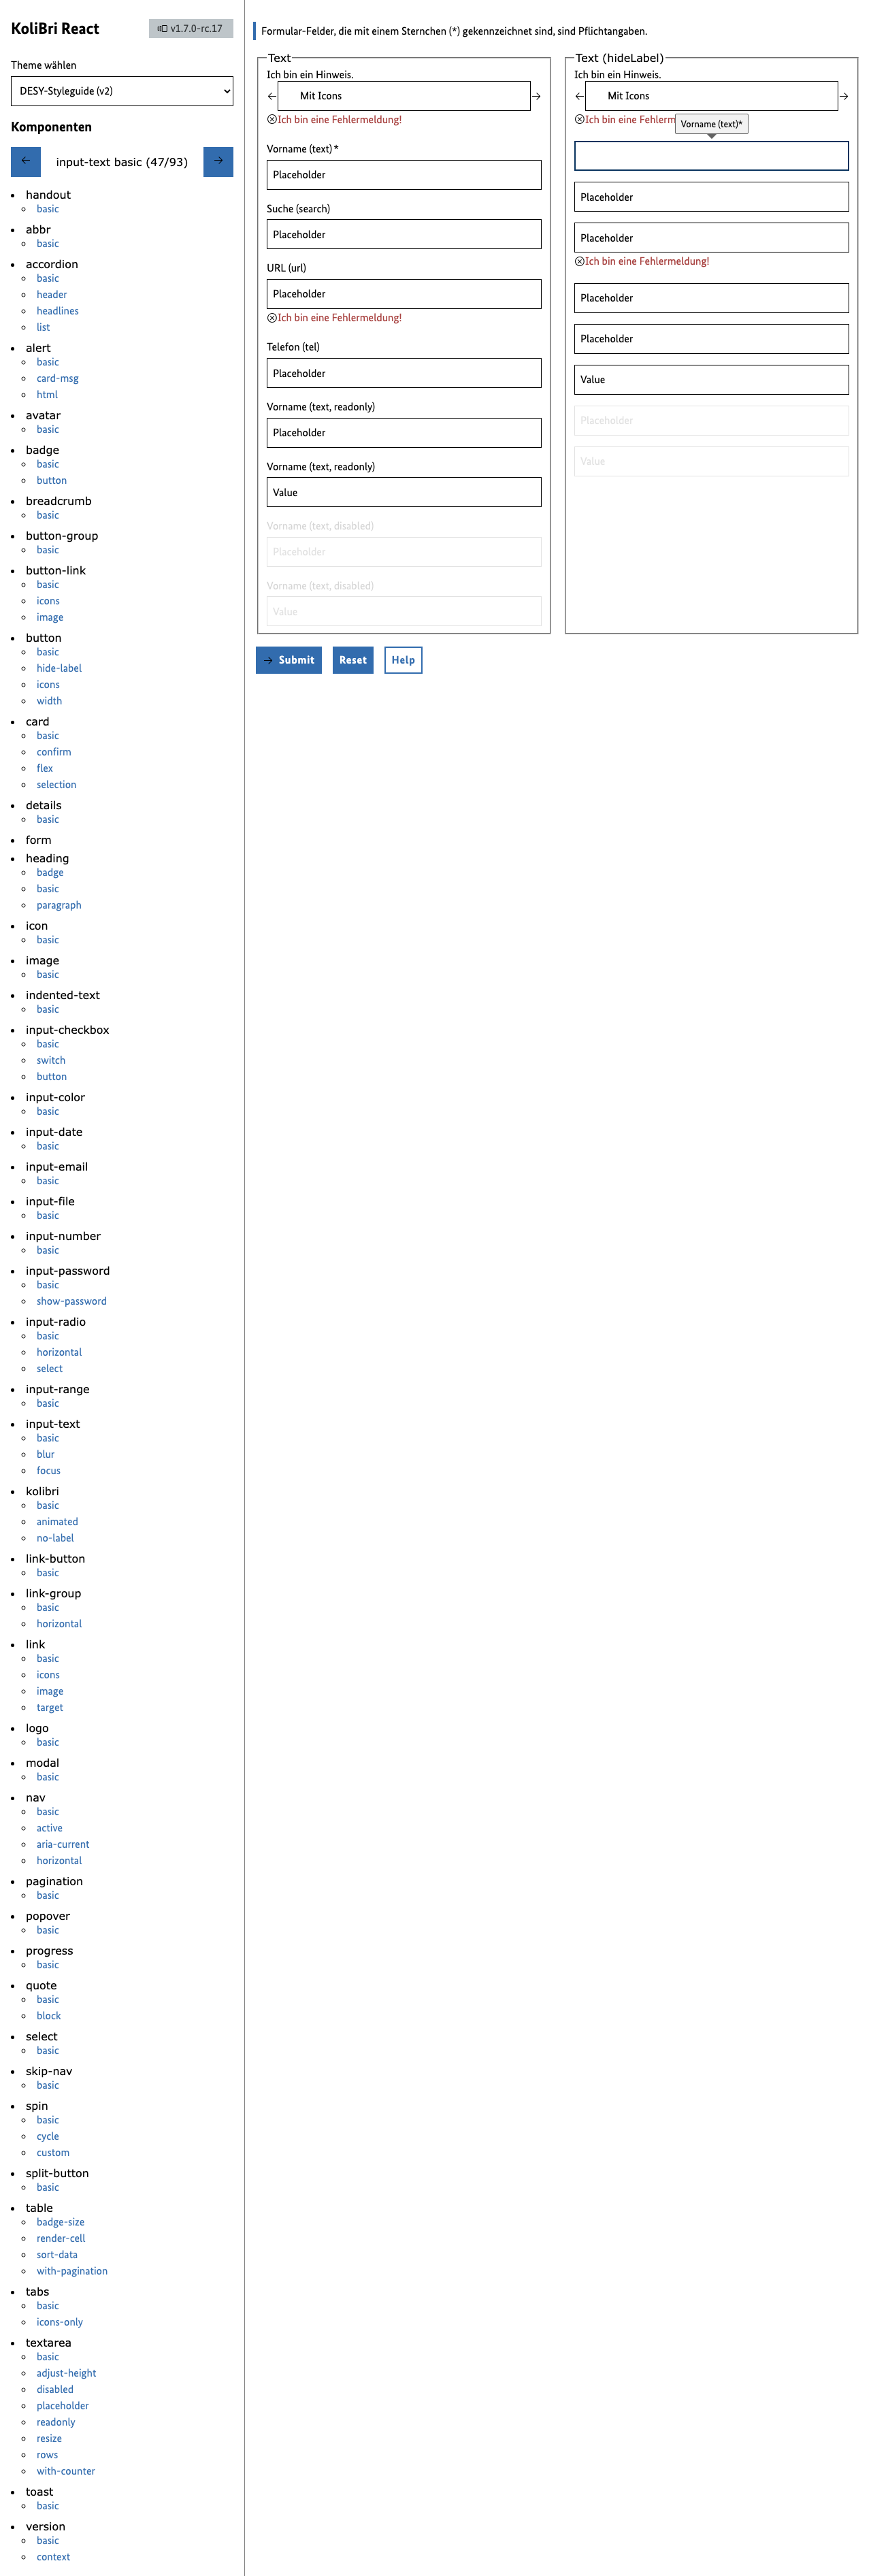 KoliBri React
v1.7.0-rc.17
Theme wählen
DESY-Styleguide (v2)
Komponenten
input-text basic (47/93)
handout
basic
abbr
basic
accordion
basic
header
headlines
list
alert
basic
card-msg
html
avatar
basic
badge
basic
button
breadcrumb
basic
button-group
basic
button-link
basic
icons
image
button
basic
hide-label
icons
width
card
basic
confirm
flex
selection
details
basic
form
heading
badge
basic
paragraph
icon
basic
image
basic
indented-text
basic
input-checkbox
basic
switch
button
input-color
basic
input-date
basic
input-email
basic
input-file
basic
input-number
basic
input-password
basic
show-password
input-radio
basic
horizontal
select
input-range
basic
input-text
basic
blur
focus
kolibri
basic
animated
no-label
link-button
basic
link-group
basic
horizontal
link
basic
icons
image
target
logo
basic
modal
basic
nav
basic
active
aria-current
horizontal
pagination
basic
popover
basic
progress
basic
quote
basic
block
select
basic
skip-nav
basic
spin
basic
cycle
custom
split-button
basic
table
badge-size
render-cell
sort-data
with-pagination
tabs
basic
icons-only
textarea
basic
adjust-height
disabled
placeholder
readonly
resize
rows
with-counter
toast
basic
version
basic
context
Formular-Felder, die mit einem Sternchen (*) gekennzeichnet sind, sind Pflichtangaben.
Text
Ich bin ein Hinweis.
Mit Icons
Ich bin eine Fehlermeldung!
Vorname (text)*
Placeholder
Suche (search)
Placeholder
URL (url)
Placeholder
Ich bin eine Fehlermeldung!
Telefon (tel)
Placeholder
Vorname (text, readonly)
Placeholder
Vorname (text, readonly)
Value
Vorname (text, disabled)
Placeholder
Vorname (text, disabled)
Value
Text (hideLabel)
Ich bin ein Hinweis.
Mit Icons
Ich bin eine Fehlerm
Vorname (text)*
Placeholder
Placeholder
Ich bin eine Fehlermeldung!
Placeholder
Placeholder
Value
Placeholder
Value
Submit
Reset
Help